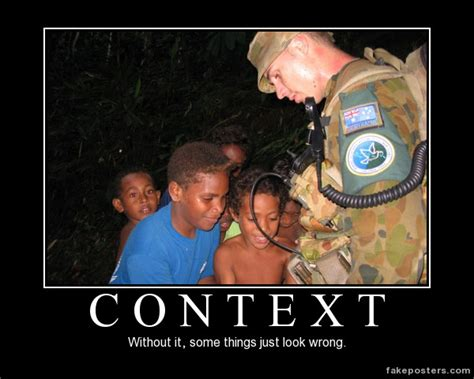 CONTEXT
Without it, some things just look wrong.
fakeposters.com